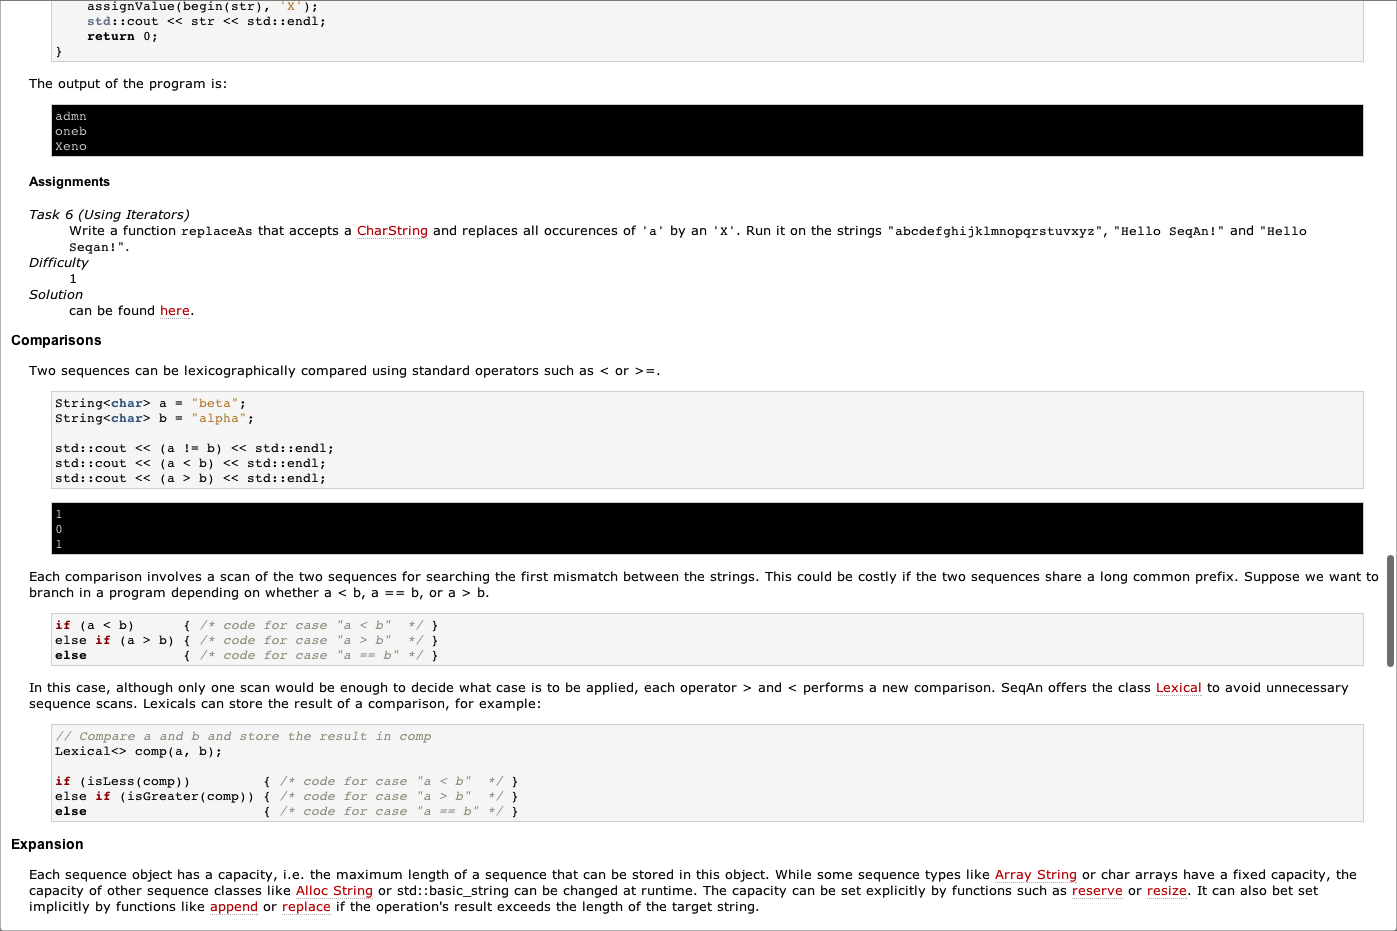 assignValue(begin(str), 'X');
std::cout << str << std::endl;
return 0;
}
The output of the program is:
admn
oneb
Xeno
Assignments
Task 6 (Using Iterators)
Write a function replaceAs that accepts a CharString and replaces all occurences of 'a' by an 'X'. Run it on the strings "abcdefghijklmnopqrstuvxyz", "Hello SeqAn!" and "Hello
Seqan!".
Difficulty
1
Solution
can be found here.
Comparisons
Two sequences can be lexicographically compared using standard operators such as < or >=.
String<char> a = "beta";
String<char> b = "alpha";
std::cout << (a != b) << std::endl;
std::cout << (a < b) << std::endl;
std::cout << (a > b) << std::endl;
1
0
1
Each comparison involves a scan of the two sequences for searching the first mismatch between the strings. This could be costly if the two sequences share a long common prefix. Suppose we want to
branch in a program depending on whether a < b, a == b, or a > b.
if (a < b)      { /* code for case "a < b"  */ }
else if (a > b) { /* code for case "a > b"  */ }
else            { /* code for case "a == b" */ }
In this case, although only one scan would be enough to decide what case is to be applied, each operator > and < performs a new comparison. SeqAn offers the class Lexical to avoid unnecessary
sequence scans. Lexicals can store the result of a comparison, for example:
// Compare a and b and store the result in comp
Lexical<> comp(a, b);
if (isLess(comp))         { /* code for case "a < b"  */ }
else if (isGreater(comp)) { /* code for case "a > b"  */ }
else                      { /* code for case "a == b" */ }
Expansion
Each sequence object has a capacity, i.e. the maximum length of a sequence that can be stored in this object. While some sequence types like Array String or char arrays have a fixed capacity, the
capacity of other sequence classes like Alloc String or std::basic_string can be changed at runtime. The capacity can be set explicitly by functions such as reserve or resize. It can also bet set
implicitly by functions like append or replace if the operation's result exceeds the length of the target string.